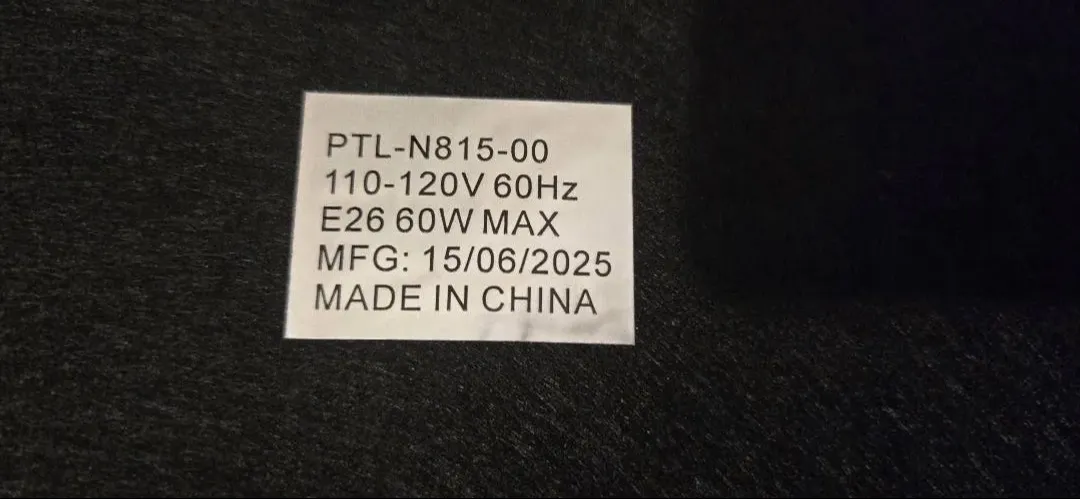 PTL-N815-00
110-120V 60Hz
E26 60W MAX
MFG: 15/06/2025
MADE IN CHINA